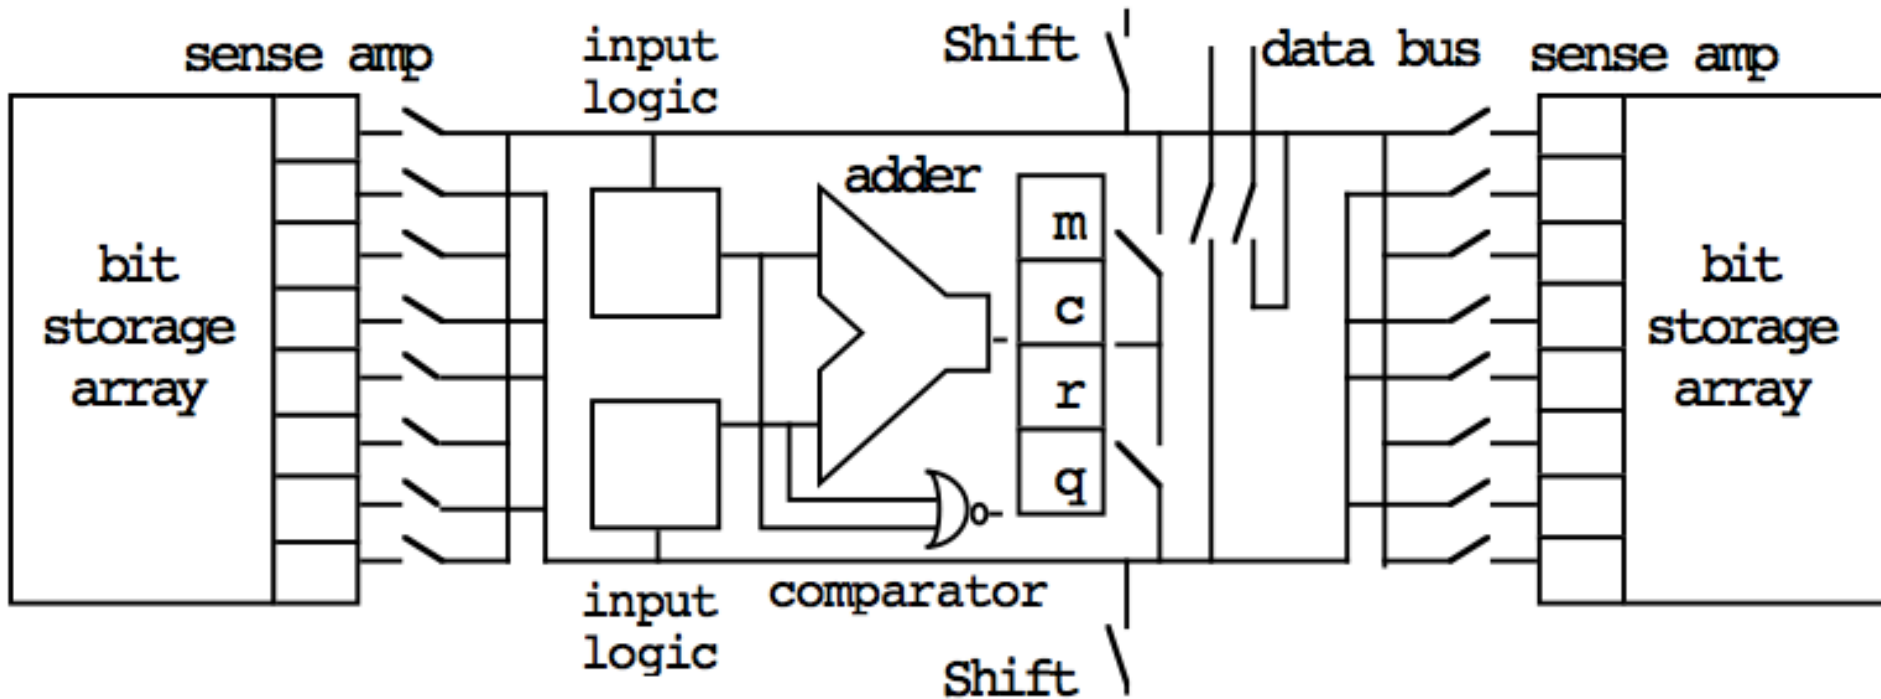 sense amp
input
logic
Shift
data bus
sense amp
adder
bit
storage
array
m
c
r
q
bit
storage
array
comparator
input
logic
Shift